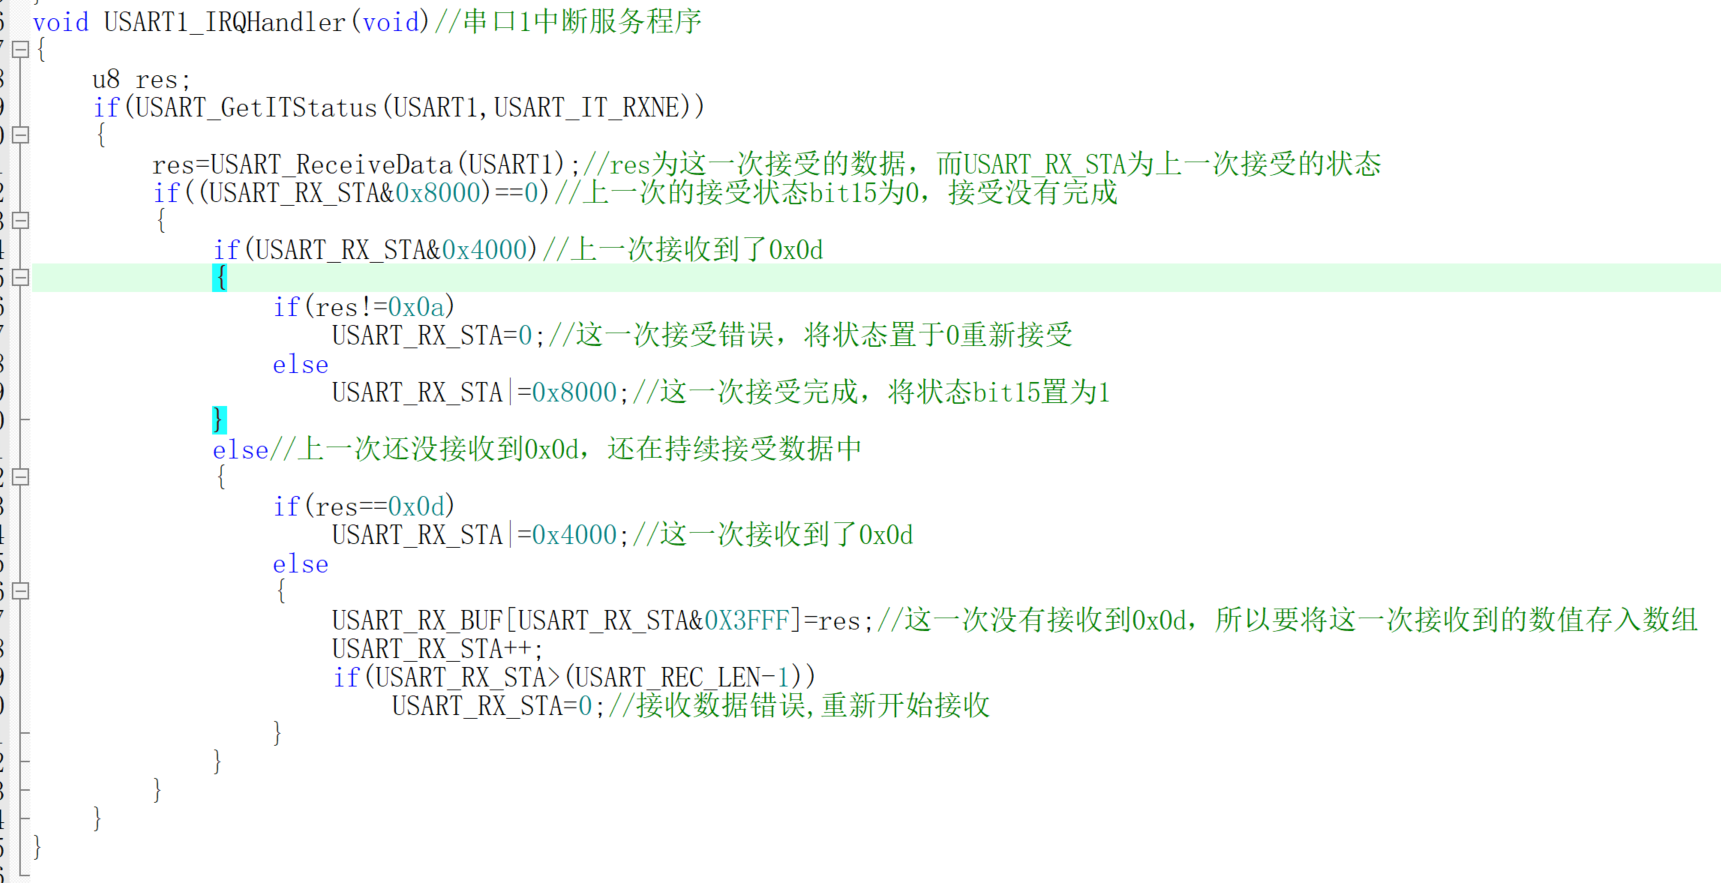 void USART1_IRQHandler(void)//串口1中断服务程序
{
    u8 res;
    if(USART_GetITStatus(USART1,USART_IT_RXNE))
    {
        res=USART_ReceiveData(USART1);//res为这一次接受的数据，而USART_RX_STA为上一次接受的状态
        if((USART_RX_STA&0x8000)==0)//上一次的接受状态bit15为0，接受没有完成
        {
            if(USART_RX_STA&0x4000)//上一次接收到了0x0d
            {
                if(res!=0x0a)
                    USART_RX_STA=0;//这一次接受错误，将状态置于0重新接受
                else
                    USART_RX_STA|=0x8000;//这一次接受完成，将状态bit15置为1
            }
            else//上一次还没接收到0x0d，还在持续接受数据中
            {
                if(res==0x0d)
                    USART_RX_STA|=0x4000;//这一次接收到了0x0d
                else
                {
                    USART_RX_BUF[USART_RX_STA&0X3FFF]=res;//这一次没有接收到0x0d，所以要将这一次接收到的数值存入数组
                    USART_RX_STA++;
                    if(USART_RX_STA>(USART_REC_LEN-1))
                        USART_RX_STA=0;//接收数据错误,重新开始接收
                }
            }
        }
    }
}